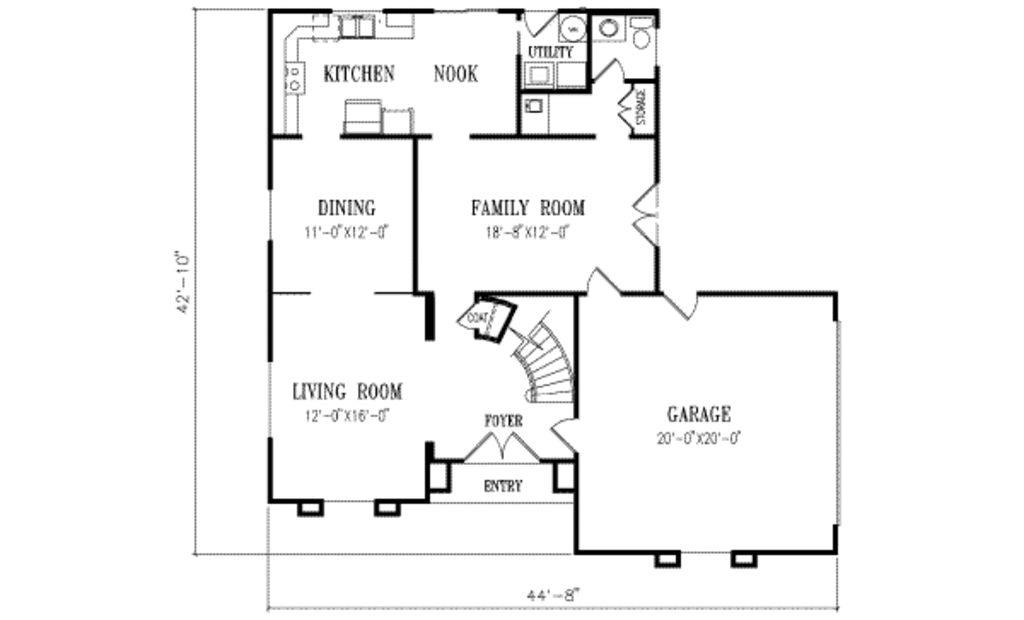 UTILITY
KITCHEN NOOK
STORAGE
DINING
11'-0"X12'-0"
FAMILY ROOM
18'-8"X12'-0"
42'-10"
COAT
LIVING ROOM
12'-0"X16'-0"
FOYER
GARAGE
20'-0"X20'-0"
ENTRY
44'-8"